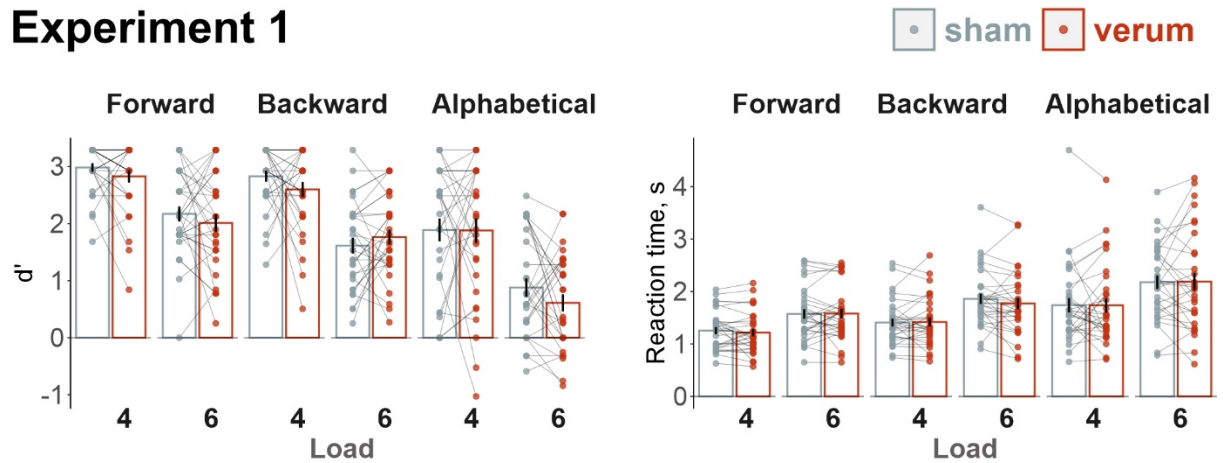 Experiment 1
sham verum
Forward Backward Alphabetical
d'
3
2
1
0
-1
4 6 4 6 4 6
Load
Forward Backward Alphabetical
Reaction time, s
4
3
2
1
0
4 6 4 6 4 6
Load